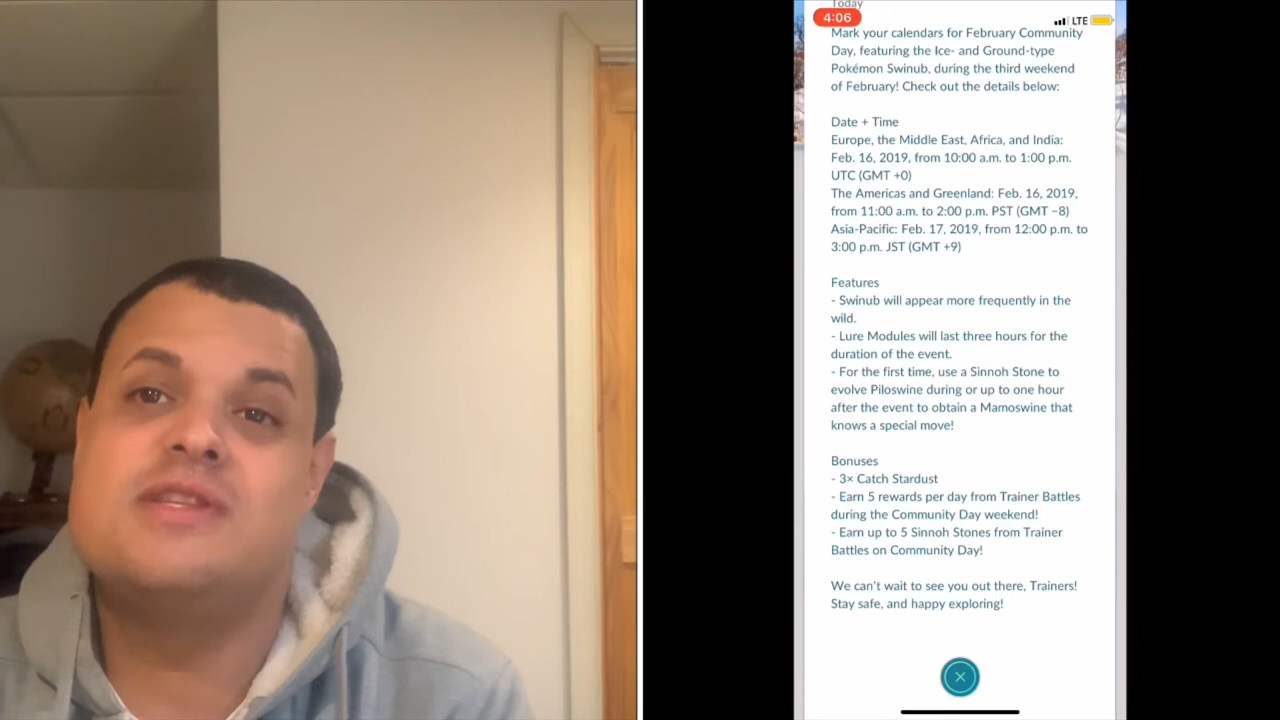 Today
4:06
LTE
Mark your calendars for February Community
Day, featuring the Ice- and Ground-type
Pokémon Swinub, during the third weekend
of February! Check out the details below:
Date + Time
Europe, the Middle East, Africa, and India:
Feb. 16, 2019, from 10:00 a.m. to 1:00 p.m.
UTC (GMT +0)
The Americas and Greenland: Feb. 16, 2019,
from 11:00 a.m. to 2:00 p.m. PST (GMT −8)
Asia-Pacific: Feb. 17, 2019, from 12:00 p.m. to
3:00 p.m. JST (GMT +9)
Features
- Swinub will appear more frequently in the
wild.
- Lure Modules will last three hours for the
duration of the event.
- For the first time, use a Sinnoh Stone to
evolve Piloswine during or up to one hour
after the event to obtain a Mamoswine that
knows a special move!
Bonuses
- 3× Catch Stardust
- Earn 5 rewards per day from Trainer Battles
during the Community Day weekend!
- Earn up to 5 Sinnoh Stones from Trainer
Battles on Community Day!
We can't wait to see you out there, Trainers!
Stay safe, and happy exploring!